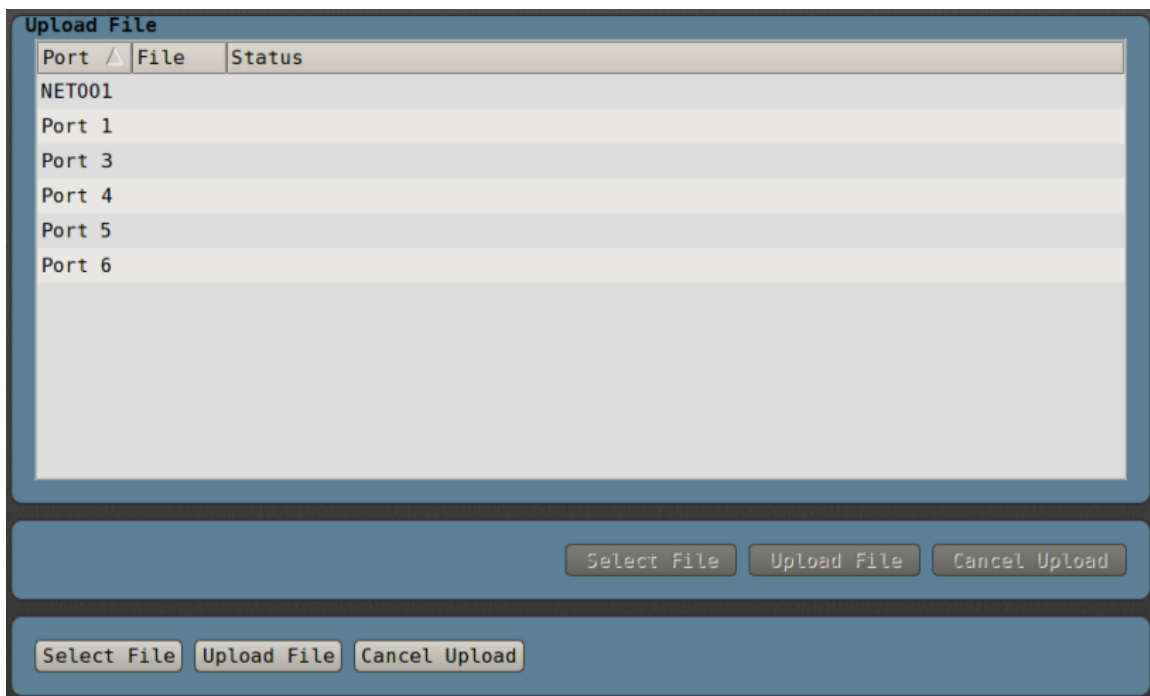 Upload File
Port File Status
NET001
Port 1
Port 3
Port 4
Port 5
Port 6
Select File Upload File Cancel Upload
Select File Upload File Cancel Upload